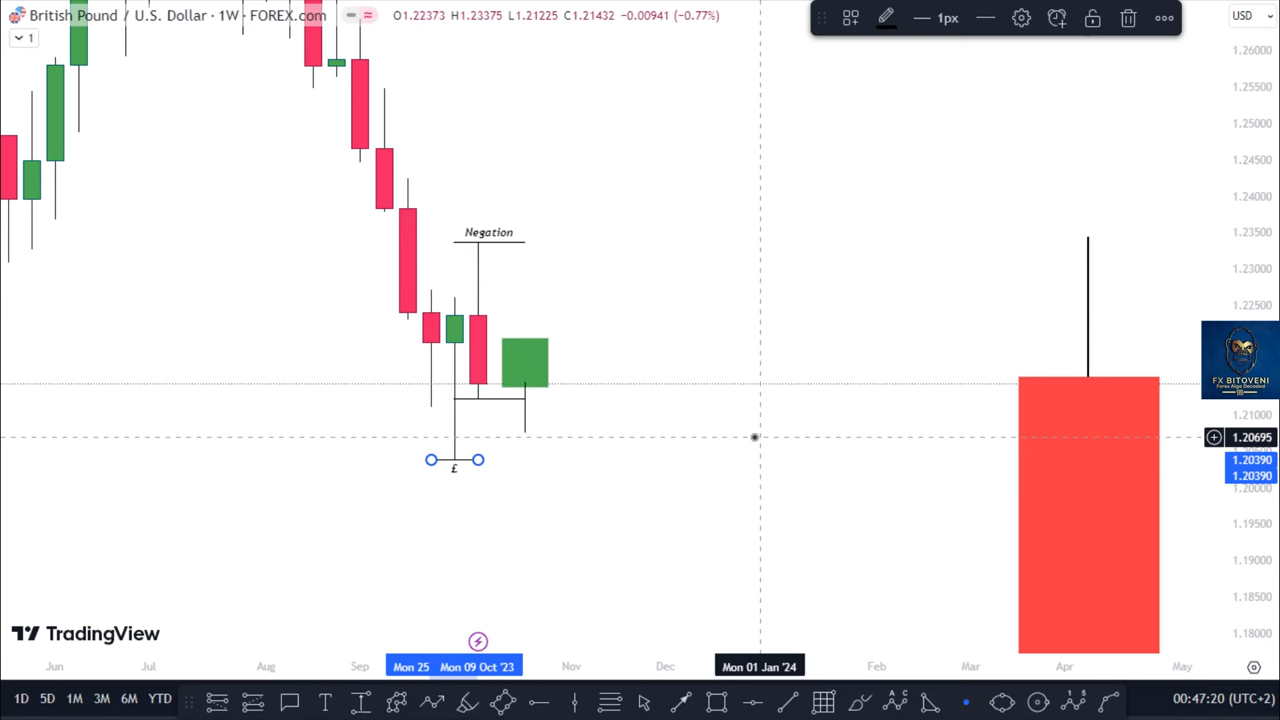 British Pound / U.S. Dollar · 1W · FOREX.com O1.22373 H1.23375 L1.21225 C1.21432 −0.00941 (−0.77%)
1
1px
USD
1.26000
1.25500
1.25000
1.24500
1.24000
1.23500
1.23000
1.22500
1.21000
1.20695
1.20390
1.20390
1.20000
1.19500
1.19000
1.18500
1.18000
Negation
£
FX BITOVENI
Forex Algo Decoded
TradingView
Jun Jul Aug Sep Mon 25 Mon 09 Oct '23 Nov Dec Mon 01 Jan '24 Feb Mar Apr May
1D 5D 1M 3M 6M YTD 00:47:20 (UTC+2)